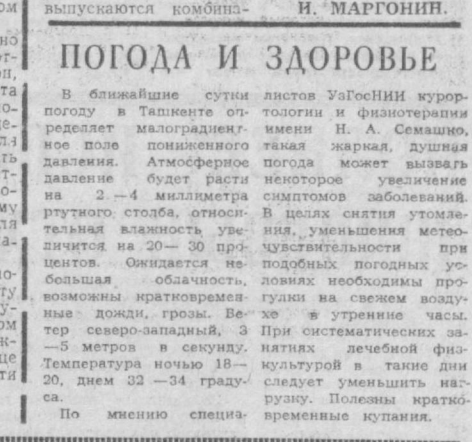 выпускаются комбина-
И. МАРГОНИН.
ПОГОДА И ЗДОРОВЬЕ
В ближайшие сутки
погоду в Ташкенте оп-
ределяет малоградиент-
ное поле пониженного
давления. Атмосферное
давление будет расти
на 2—4 миллиметра
ртутного столба, относи-
тельная влажность уве-
личится на 20—30 про-
центов. Ожидается не-
большая облачность,
возможны кратковремен-
ные дожди, грозы. Ве-
тер северо-западный, 3
—5 метров в секунду.
Температура ночью 18—
20, днем 32—34 граду-
са.
По мнению специа-
листов УзГосНИИ курор-
тологии и физиотерапии
имени Н. А. Семашко,
такая жаркая, душная
погода может вызвать
некоторое увеличение
симптомов заболеваний.
В целях снятия утомле-
ния, уменьшения метео-
чувствительности при
подобных погодных ус-
ловиях необходимы про-
гулки на свежем возду-
хе в утренние часы.
При систематических за-
нятиях лечебной физ-
культурой в такие дни
следует уменьшить наг-
рузку. Полезны кратко-
временные купания.